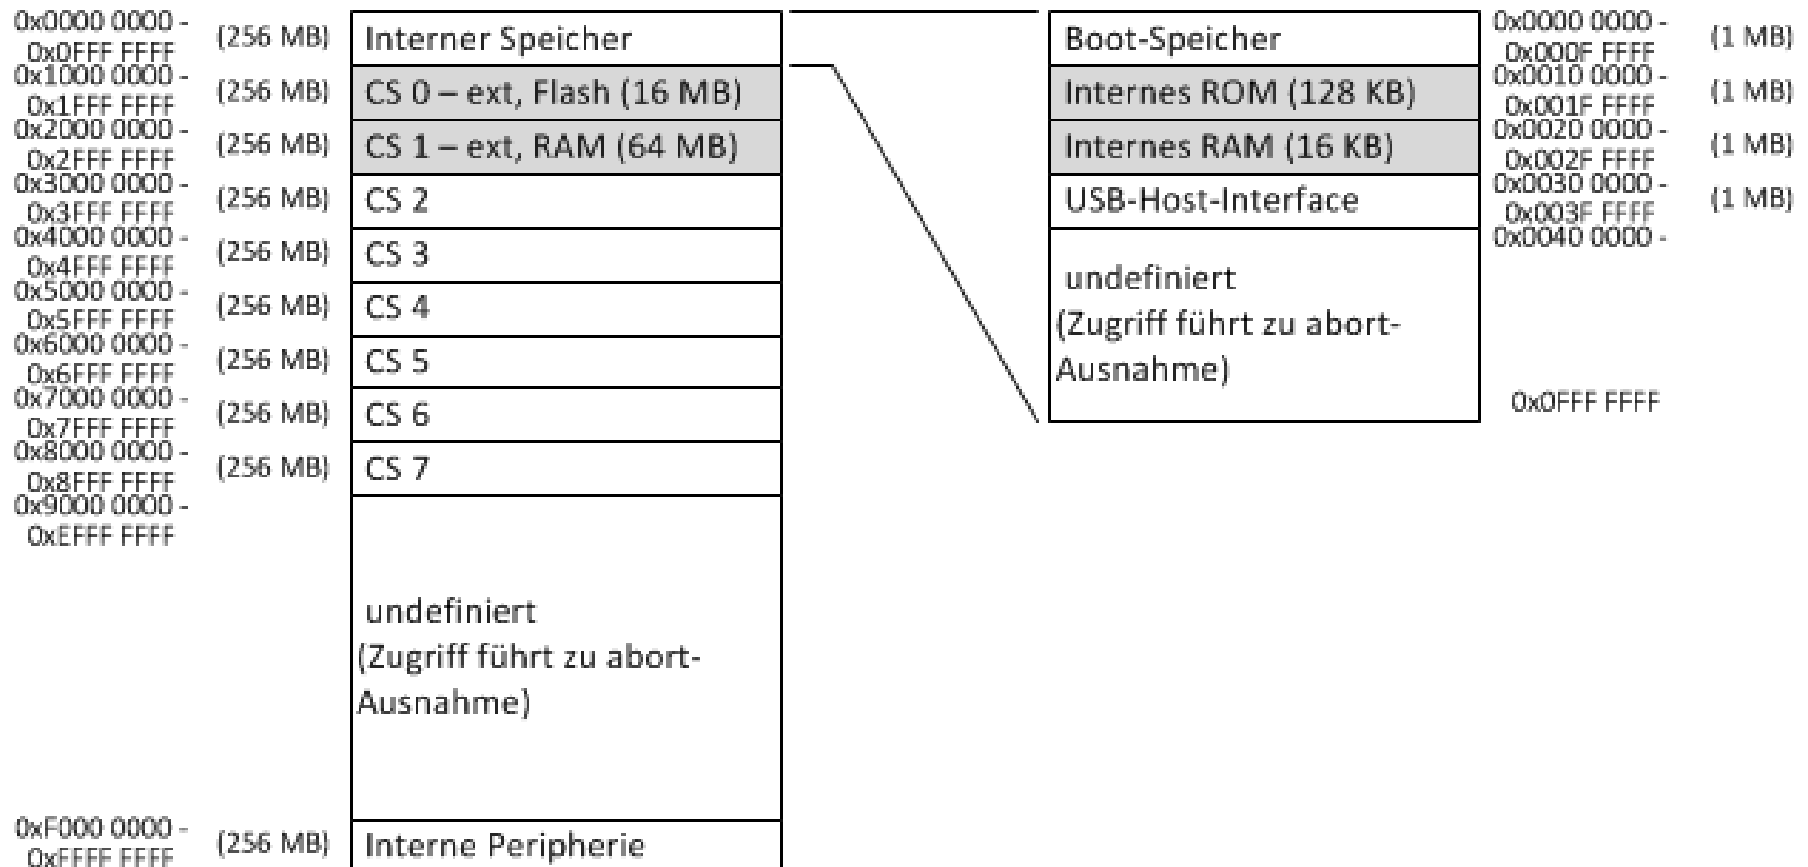 0x0000 0000 -
0x0FFF FFFF
(256 MB)
Interner Speicher
0x1000 0000 -
0x1FFF FFFF
(256 MB)
CS 0 – ext, Flash (16 MB)
0x2000 0000 -
0x2FFF FFFF
(256 MB)
CS 1 – ext, RAM (64 MB)
0x3000 0000 -
0x3FFF FFFF
(256 MB)
CS 2
0x4000 0000 -
0x4FFF FFFF
(256 MB)
CS 3
0x5000 0000 -
0x5FFF FFFF
(256 MB)
CS 4
0x6000 0000 -
0x6FFF FFFF
(256 MB)
CS 5
0x7000 0000 -
0x7FFF FFFF
(256 MB)
CS 6
0x8000 0000 -
0x8FFF FFFF
(256 MB)
CS 7
0x9000 0000 -
0xEFFF FFFF
undefiniert
(Zugriff führt zu abort-
Ausnahme)
0xF000 0000 -
0xFFFF FFFF
(256 MB)
Interne Peripherie
Boot-Speicher
0x0000 0000 -
0x000F FFFF
(1 MB)
Internes ROM (128 KB)
0x0010 0000 -
0x001F FFFF
(1 MB)
Internes RAM (16 KB)
0x0020 0000 -
0x002F FFFF
(1 MB)
USB-Host-Interface
0x0030 0000 -
0x003F FFFF
(1 MB)
0x0040 0000 -
undefiniert
(Zugriff führt zu abort-
Ausnahme)
0x0FFF FFFF